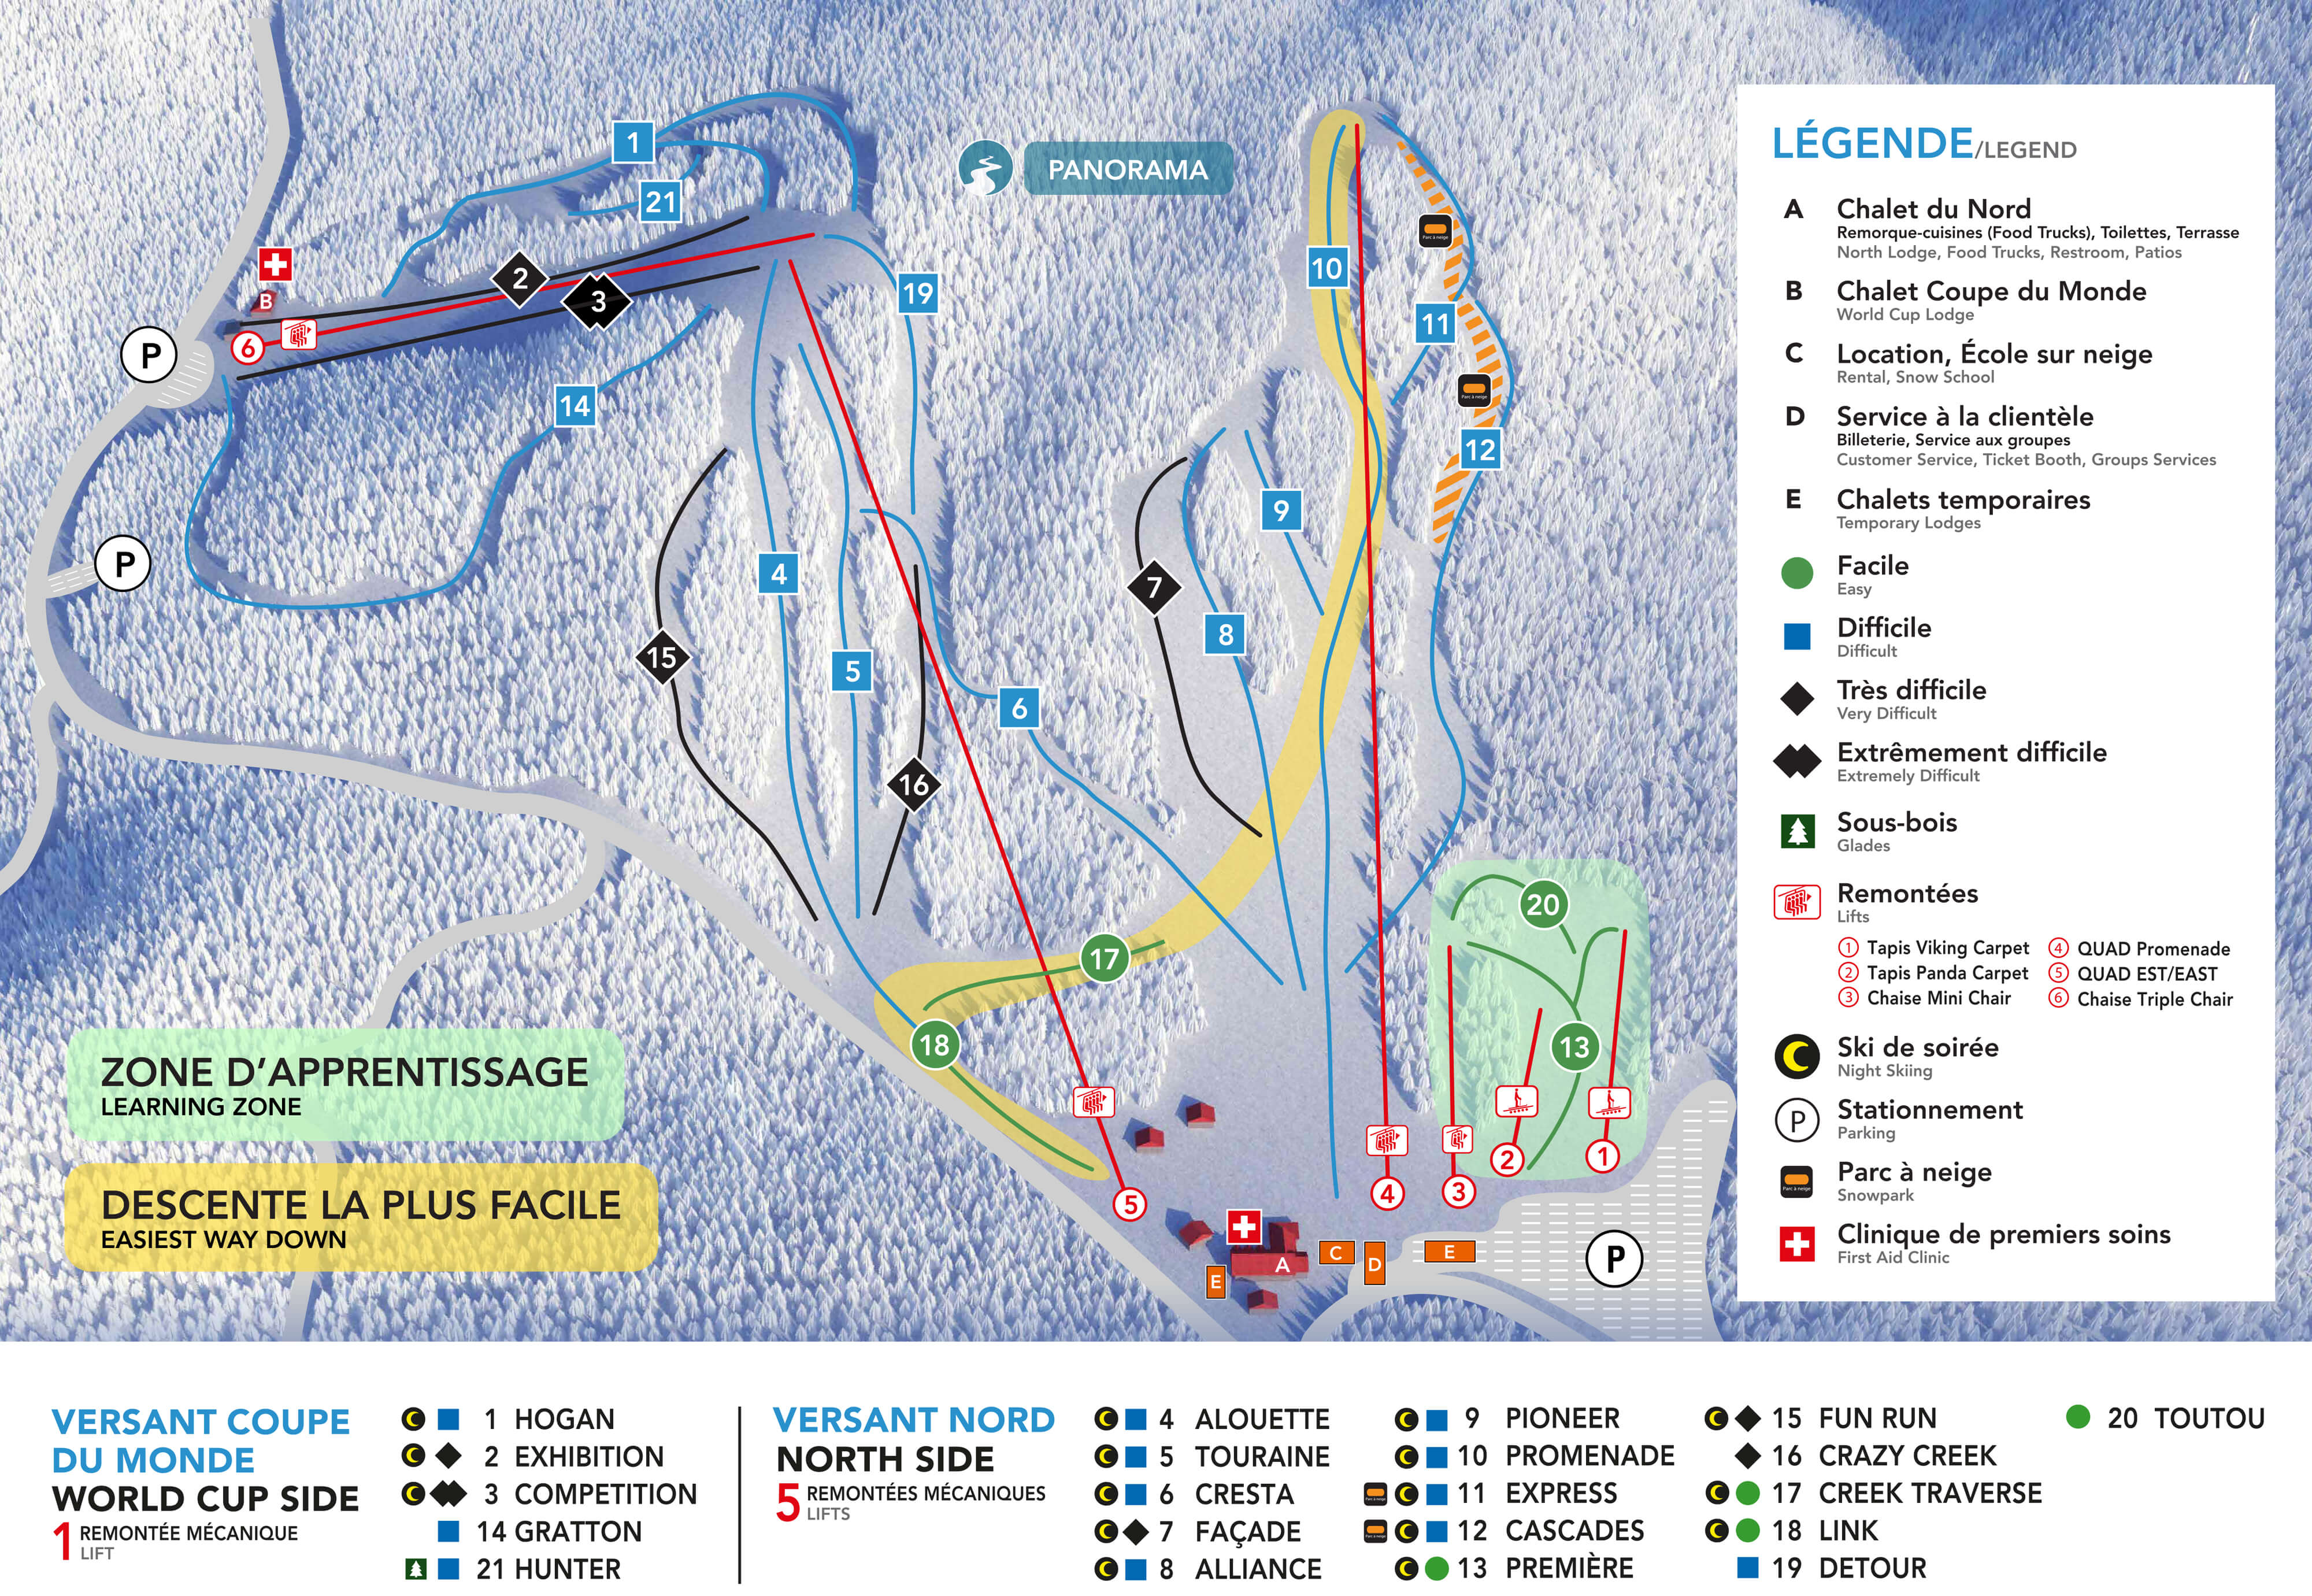 1
21
PANORAMA
2
3
19
B
6
P
14
P
10
11
12
9
7
8
4
15
5
6
16
17
18
20
13
5
4
3
2
1
A
C
D
E
E
P
ZONE D'APPRENTISSAGE
LEARNING ZONE
DESCENTE LA PLUS FACILE
EASIEST WAY DOWN
LÉGENDE/LEGEND
A Chalet du Nord
Remorque-cuisines (Food Trucks), Toilettes, Terrasse
North Lodge, Food Trucks, Restroom, Patios
B Chalet Coupe du Monde
World Cup Lodge
C Location, École sur neige
Rental, Snow School
D Service à la clientèle
Billeterie, Service aux groupes
Customer Service, Ticket Booth, Groups Services
E Chalets temporaires
Temporary Lodges
Facile
Easy
Difficile
Difficult
Très difficile
Very Difficult
Extrêmement difficile
Extremely Difficult
Sous-bois
Glades
Remontées
Lifts
1 Tapis Viking Carpet
2 Tapis Panda Carpet
3 Chaise Mini Chair
4 QUAD Promenade
5 QUAD EST/EAST
6 Chaise Triple Chair
Ski de soirée
Night Skiing
P Stationnement
Parking
Parc à neige
Snowpark
Clinique de premiers soins
First Aid Clinic
VERSANT COUPE
DU MONDE
WORLD CUP SIDE
1 REMONTÉE MÉCANIQUE
LIFT
1 HOGAN
2 EXHIBITION
3 COMPETITION
14 GRATTON
21 HUNTER
VERSANT NORD
NORTH SIDE
5 REMONTÉES MÉCANIQUES
LIFTS
4 ALOUETTE
5 TOURAINE
6 CRESTA
7 FAÇADE
8 ALLIANCE
9 PIONEER
10 PROMENADE
11 EXPRESS
12 CASCADES
13 PREMIÈRE
15 FUN RUN
16 CRAZY CREEK
17 CREEK TRAVERSE
18 LINK
19 DETOUR
20 TOUTOU